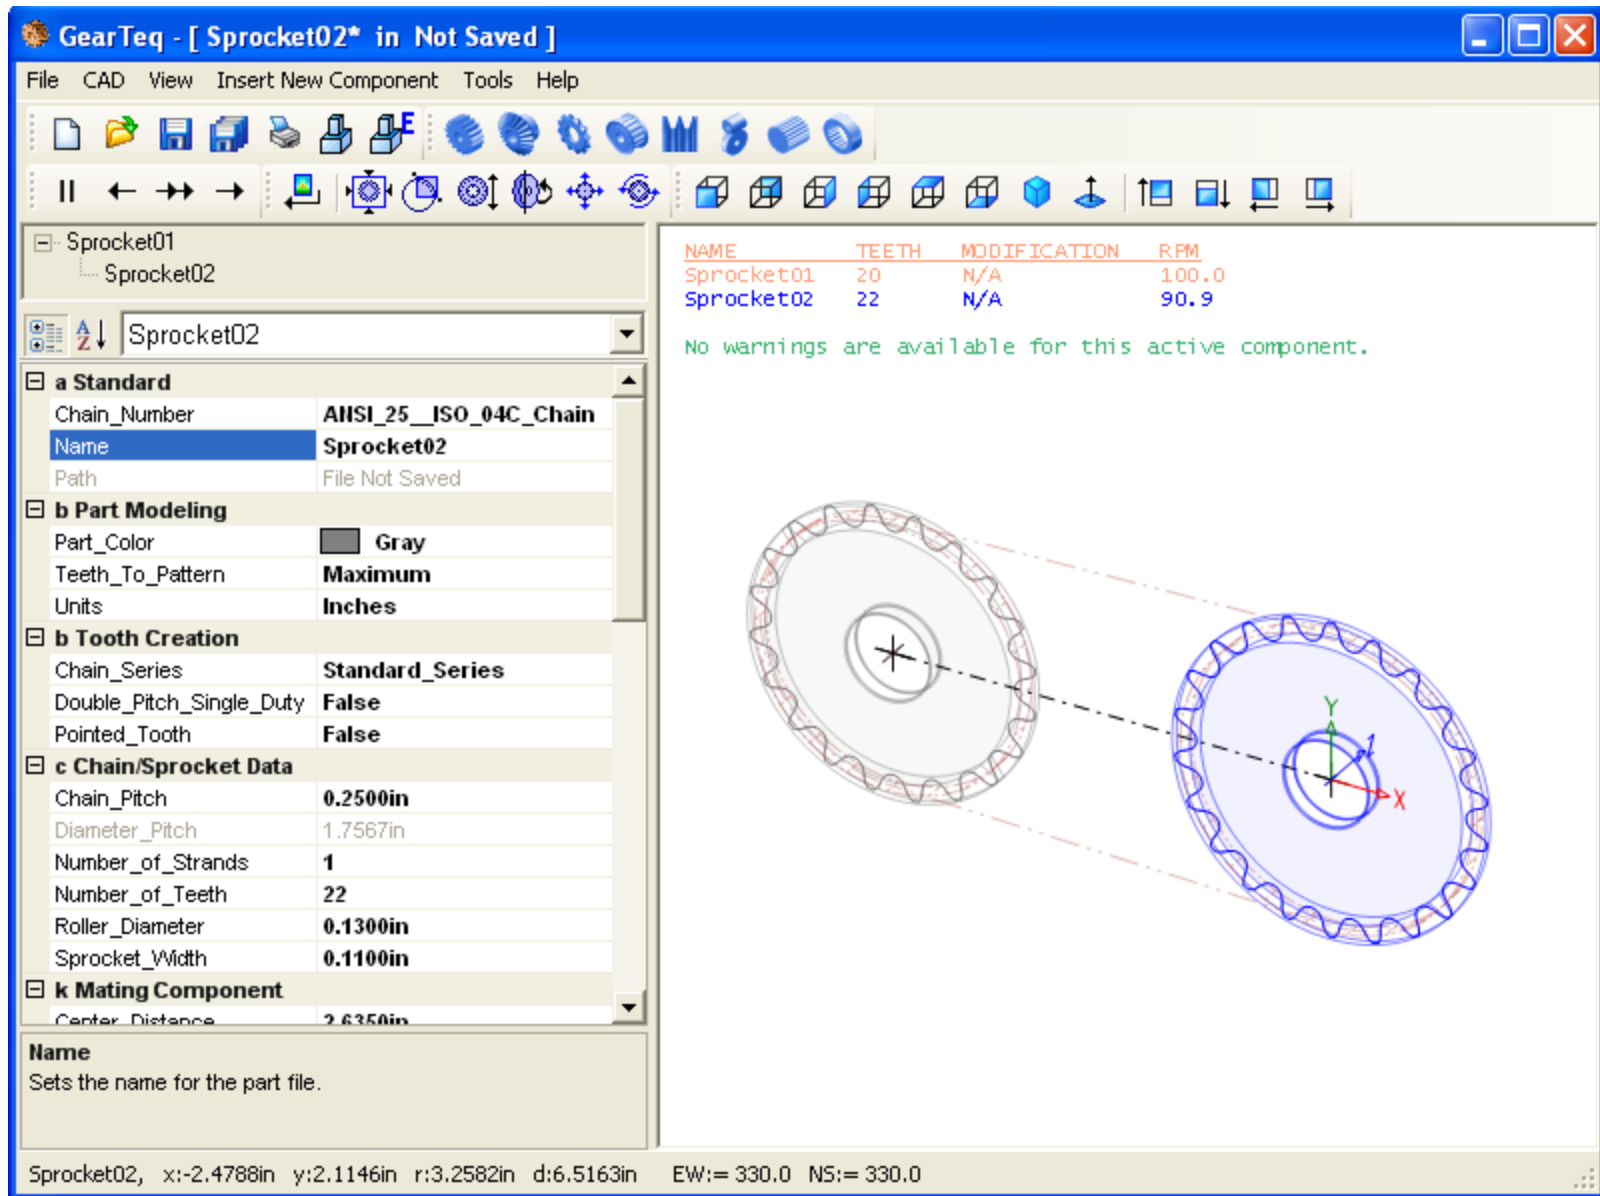 GearTeq - [ Sprocket02* in Not Saved ]
File CAD View Insert New Component Tools Help
E
Sprocket01
Sprocket02
A Z Sprocket02
a Standard
Chain_Number ANSI_25__ISO_04C_Chain
Name Sprocket02
Path File Not Saved
b Part Modeling
Part_Color Gray
Teeth_To_Pattern Maximum
Units Inches
b Tooth Creation
Chain_Series Standard_Series
Double_Pitch_Single_Duty False
Pointed_Tooth False
c Chain/Sprocket Data
Chain_Pitch 0.2500in
Diameter_Pitch 1.7567in
Number_of_Strands 1
Number_of_Teeth 22
Roller_Diameter 0.1300in
Sprocket_Width 0.1100in
k Mating Component
Center_Distance 2.6350in
Name
Sets the name for the part file.
NAME TEETH MODIFICATION RPM
Sprocket01 20 N/A 100.0
Sprocket02 22 N/A 90.9
No warnings are available for this active component.
Y
Z
X
Sprocket02, x:-2.4788in y:2.1146in r:3.2582in d:6.5163in EW:= 330.0 NS:= 330.0